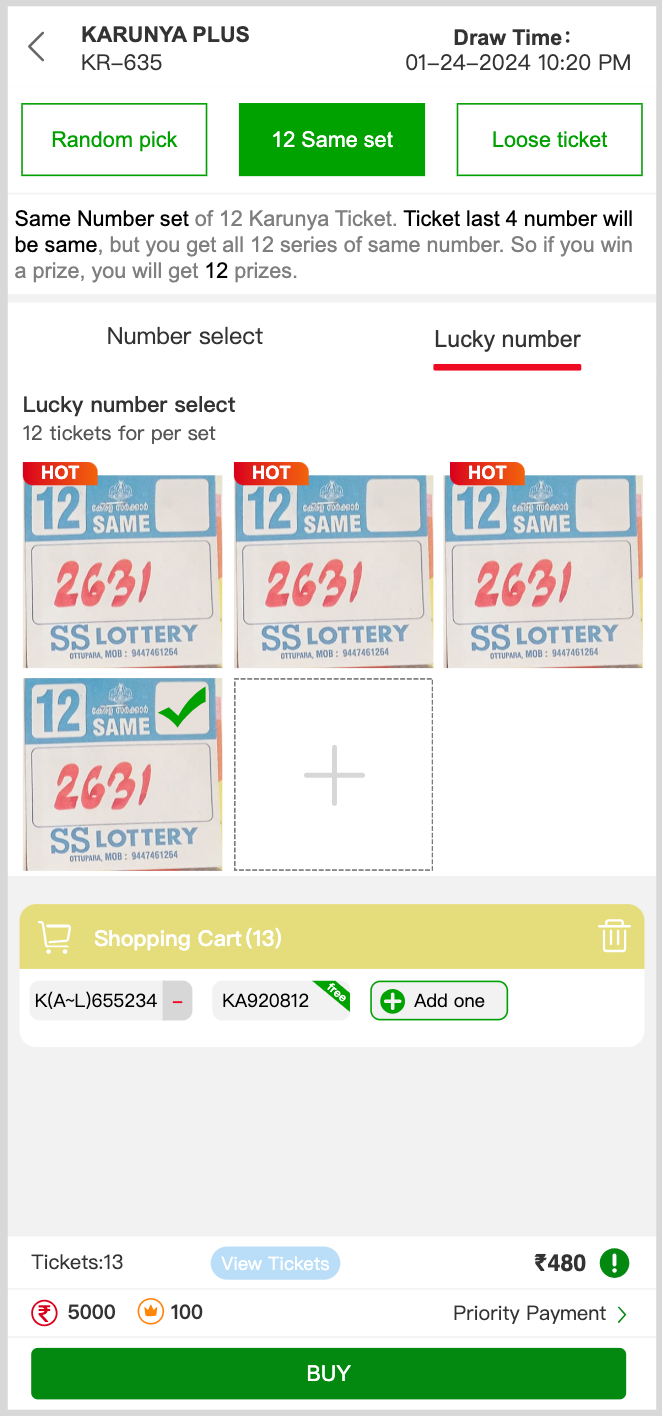 KARUNYA PLUS
KR–635
Draw Time:
01–24–2024 10:20 PM
Random pick
12 Same set
Loose ticket
Same Number set of 12 Karunya Ticket. Ticket last 4 number will
be same, but you get all 12 series of same number. So if you win
a prize, you will get 12 prizes.
Number select
Lucky number
Lucky number select
12 tickets for per set
HOT
12
കേരള സർക്കാർ
SAME
2631
SS LOTTERY
OTTUPARA, MOB : 9447461264
HOT
12
കേരള സർക്കാർ
SAME
2631
SS LOTTERY
OTTUPARA, MOB : 9447461264
HOT
12
കേരള സർക്കാർ
SAME
2631
SS LOTTERY
OTTUPARA, MOB : 9447461264
12
കേരള സർക്കാർ
SAME
2631
SS LOTTERY
OTTUPARA, MOB : 9447461264
Shopping Cart(13)
K(A~L)655234 –
KA920812
free
Add one
Tickets:13
View Tickets
₹480
₹ 5000
100
Priority Payment >
BUY